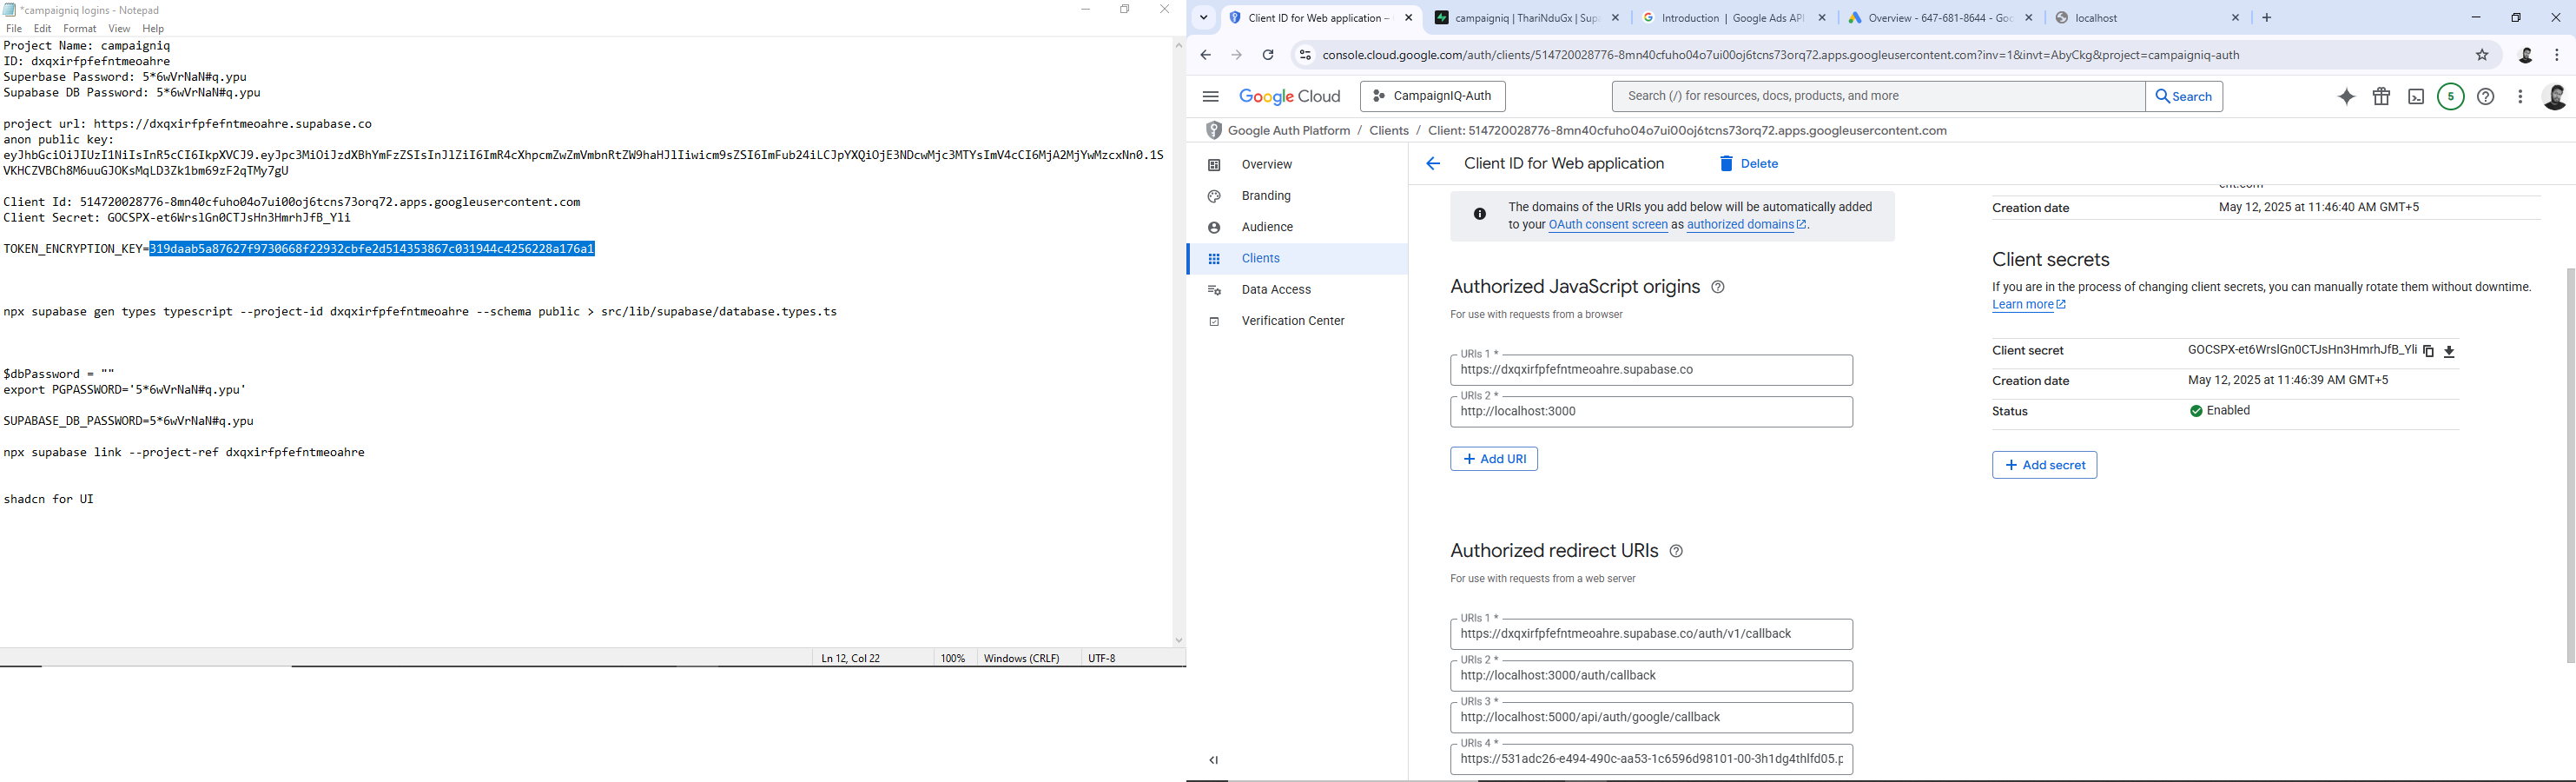 *campaigniq logins - Notepad
File Edit Format View Help
Project Name: campaigniq
ID: dxqxirfpfefntmeoahre
Superbase Password: 5*6wVrNaN#q.ypu
Supabase DB Password: 5*6wVrNaN#q.ypu
project url: https://dxqxirfpfefntmeoahre.supabase.co
anon public key:
Client Id: 514720028776-8mn40cfuho04o7ui00oj6tcns73orq72.apps.googleusercontent.com
Client Secret: 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
TOKEN_ENCRYPTION_KEY=319daab5a87627f9730668f22932cbfe2d514353867c031944c4256228a176a1
npx supabase gen types typescript --project-id dxqxirfpfefntmeoahre --schema public > src/lib/supabase/database.types.ts
$dbPassword = ""
export PGPASSWORD='5*6wVrNaN#q.ypu'
SUPABASE_DB_PASSWORD=5*6wVrNaN#q.ypu
npx supabase link --project-ref dxqxirfpfefntmeoahre
shadcn for UI
Ln 12, Col 22 100% Windows (CRLF) UTF-8
Client ID for Web application – campaigniq | ThariNduGx | Supa Introduction | Google Ads API Overview - 647-681-8644 - Goo localhost
console.cloud.google.com/auth/clients/514720028776-8mn40cfuho04o7ui00oj6tcns73orq72.apps.googleusercontent.com?inv=1&invt=AbyCkg&project=campaigniq-auth
Google Cloud CampaignIQ-Auth Search (/) for resources, docs, products, and more Search 5
Google Auth Platform / Clients / Client: 514720028776-8mn40cfuho04o7ui00oj6tcns73orq72.apps.googleusercontent.com
Overview
Branding
Audience
Clients
Data Access
Verification Center
Client ID for Web application Delete
The domains of the URIs you add below will be automatically added
to your OAuth consent screen as authorized domains.
Authorized JavaScript origins
For use with requests from a browser
URIs 1 *
https://dxqxirfpfefntmeoahre.supabase.co
URIs 2 *
http://localhost:3000
+ Add URI
Authorized redirect URIs
For use with requests from a web server
URIs 1 *
https://dxqxirfpfefntmeoahre.supabase.co/auth/v1/callback
URIs 2 *
http://localhost:3000/auth/callback
URIs 3 *
http://localhost:5000/api/auth/google/callback
URIs 4 *
https://531adc26-e494-490c-aa53-1c6596d98101-00-3h1dg4thlfd05.p
ent.com
Creation date May 12, 2025 at 11:46:40 AM GMT+5
Client secrets
If you are in the process of changing client secrets, you can manually rotate them without downtime.
Learn more
Client secret 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
Creation date May 12, 2025 at 11:46:39 AM GMT+5
Status Enabled
+ Add secret